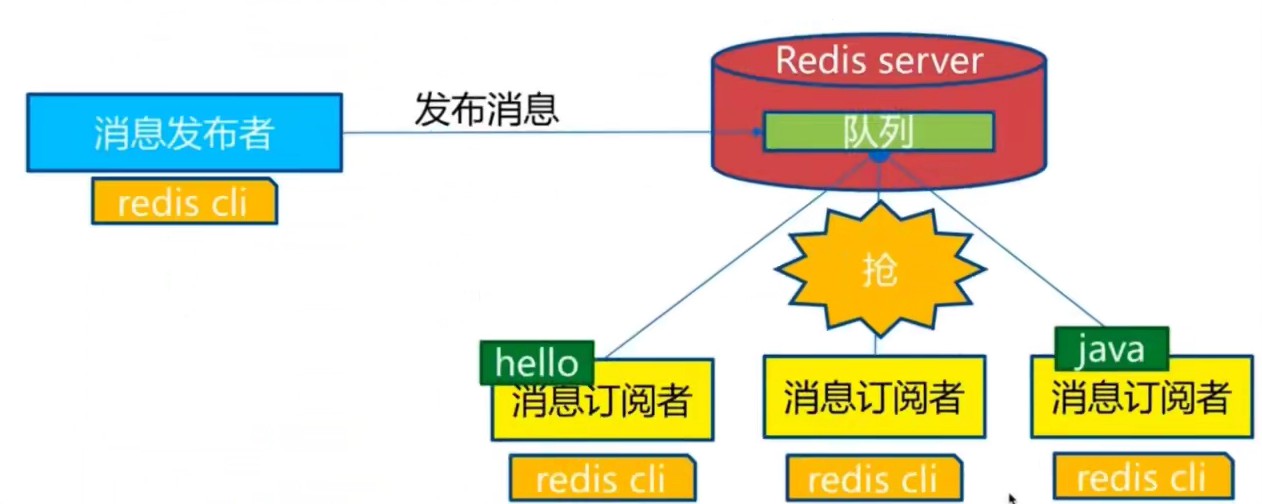 Redis server
消息发布者
发布消息
队列
redis cli
抢
hello
java
消息订阅者
消息订阅者
消息订阅者
redis cli
redis cli
redis cli